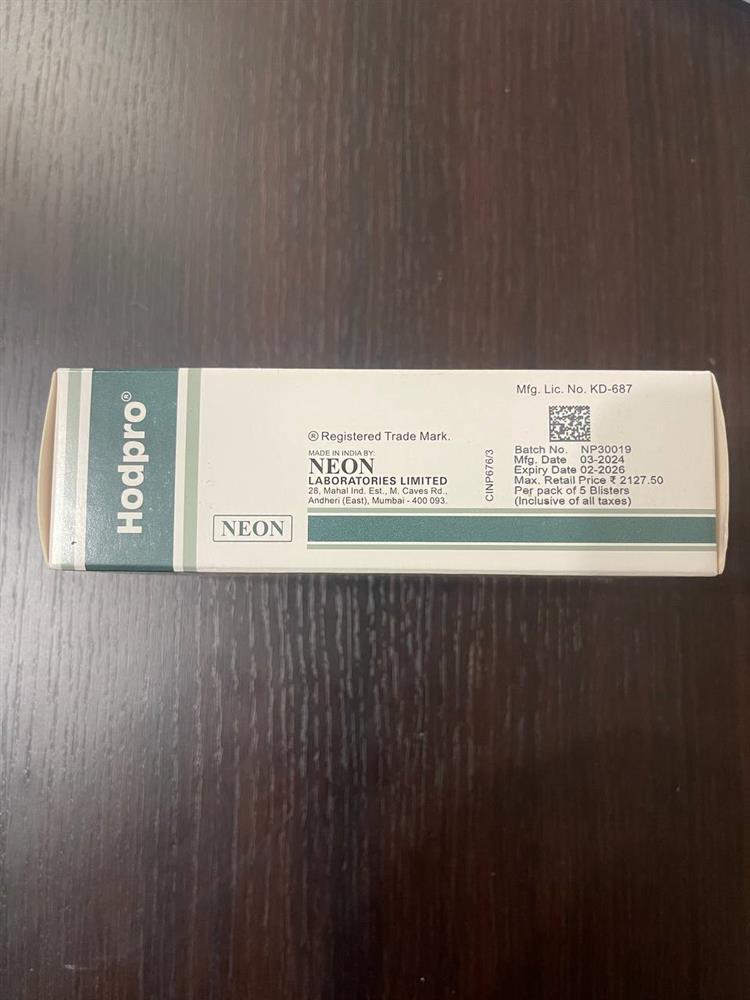 Hodpro®
NEON
® Registered Trade Mark.
MADE IN INDIA BY:
NEON
LABORATORIES LIMITED
28, Mahal Ind. Est., M. Caves Rd.,
Andheri (East), Mumbai - 400 093.
CINP676/3
Mfg. Lic. No. KD-687
Batch No. NP30019
Mfg. Date 03-2024
Expiry Date 02-2026
Max. Retail Price ₹ 2127.50
Per pack of 5 Blisters
(Inclusive of all taxes)